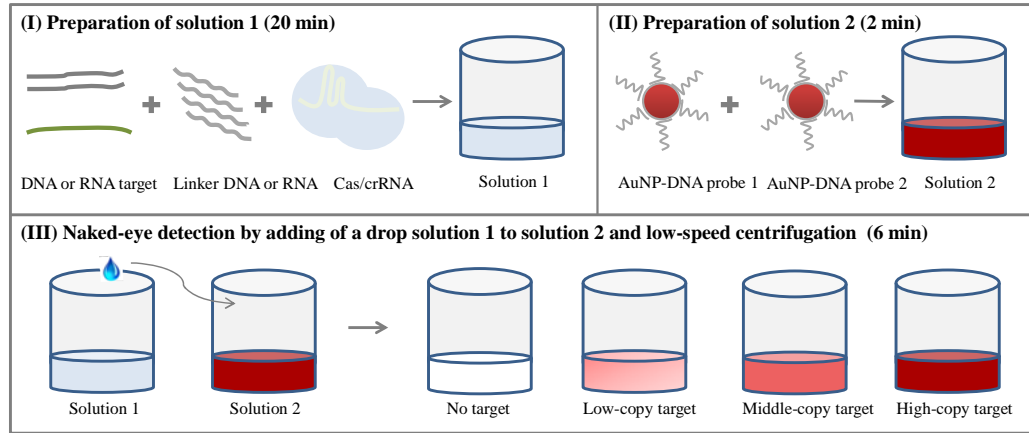 (I) Preparation of solution 1 (20 min)
DNA or RNA target
Linker DNA or RNA
Cas/crRNA
Solution 1
(II) Preparation of solution 2 (2 min)
AuNP-DNA probe 1
AuNP-DNA probe 2
Solution 2
(III) Naked-eye detection by adding of a drop solution 1 to solution 2 and low-speed centrifugation (6 min)
Solution 1
Solution 2
No target
Low-copy target
Middle-copy target
High-copy target